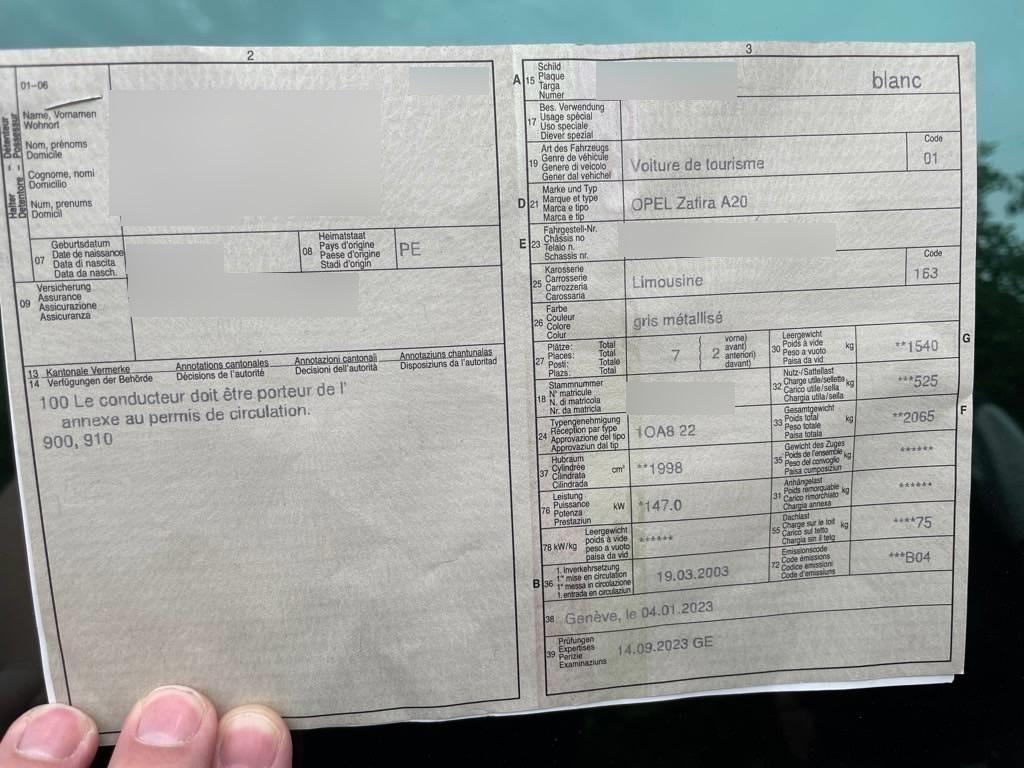 2
01–06
Halter – Détenteur
Detentore – Possessur
Name, Vornamen
Wohnort
Nom, prénoms
Domicile
Cognome, nomi
Domicilio
Num, prenums
Domicil
07
Geburtsdatum
Date de naissance
Data di nascita
Data da nasch.
08
Heimatstaat
Pays d'origine
Paese d'origine
Stadi d'origin
PE
09
Versicherung
Assurance
Assicurazione
Assicuranza
13 Kantonale Vermerke Annotations cantonales Annotazioni cantonali Annotaziuns chantunalas
14 Verfügungen der Behörde Décisions de l'autorité Decisioni dell'autorità Disposiziuns da l'autoritad
100 Le conducteur doit être porteur de l'
annexe au permis de circulation.
900, 910
3
A 15
Schild
Plaque
Targa
Numer
blanc
17
Bes. Verwendung
Usage spécial
Uso speciale
Diever spezial
19
Art des Fahrzeugs
Genre de véhicule
Genere di veicolo
Gener dal vehichel
Voiture de tourisme
Code
01
D 21
Marke und Typ
Marque et type
Marca e tipo
Marca e tip
OPEL Zafira A20
E 23
Fahrgestell-Nr.
Châssis no
Telaio n.
Schassis nr.
25
Karosserie
Carrosserie
Carrozzeria
Carossaria
Limousine
Code
163
26
Farbe
Couleur
Colore
Colur
gris métallisé
27
Plätze: Total
Places: Total
Posti: Totale
Plazs: Total
7
2
vorne)
avant)
anteriori)
davant)
30
Leergewicht
Poids à vide
Peso a vuoto
Paisa da vid
kg
**1540
G
18
Stammnummer
N° matricule
N. di matricola
Nr. da matricla
32
Nutz-/Sattellast
Charge utile/sellette
Carico utile/sella
Chargia utila/sella
kg
***525
24
Typengenehmigung
Réception par type
Approvazione del tipo
Approvaziun dal tip
1OA8 22
33
Gesamtgewicht
Poids total
Peso totale
Paisa totala
kg
**2065
F
37
Hubraum
Cylindrée
Cilindrata
Cilindrada
cm³
**1998
35
Gewicht des Zuges
Poids de l'ensemble
Peso del convoglio
Paisa cumposiziun
kg
******
76
Leistung
Puissance
Potenza
Prestaziun
kW
*147.0
31
Anhängelast
Poids remorquable
Carico rimorchiato
Chargia annexa
kg
******
78 kW/kg
Leergewicht
poids à vide
peso a vuoto
paisa da vid
******
55
Dachlast
Charge sur le toit
Carico sul tetto
Chargia sin il tetg
kg
****75
B 36
1. Inverkehrsetzung
1re mise en circulation
1a messa in circolazione
1. entrada en circulaziun
19.03.2003
72
Emissionscode
Code émissions
Codice emissioni
Code d'emissiuns
***B04
38
Genève, le 04.01.2023
39
Prüfungen
Expertises
Perizie
Examinaziuns
14.09.2023 GE